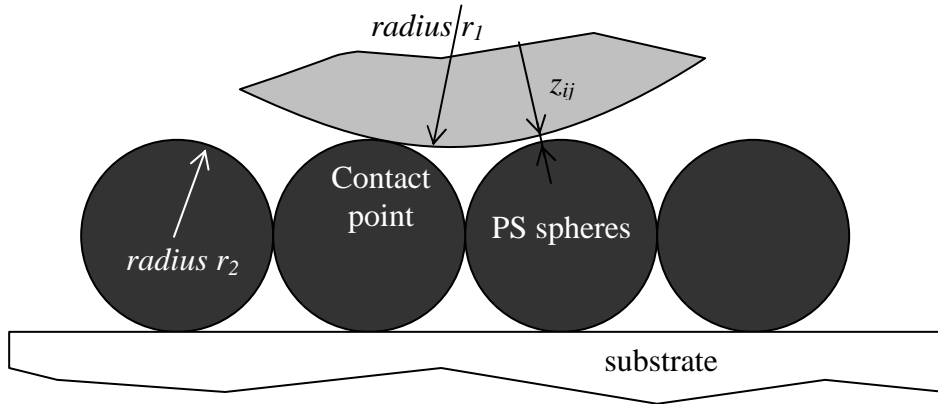 radius r1
zij
Contact
point
PS spheres
radius r2
substrate